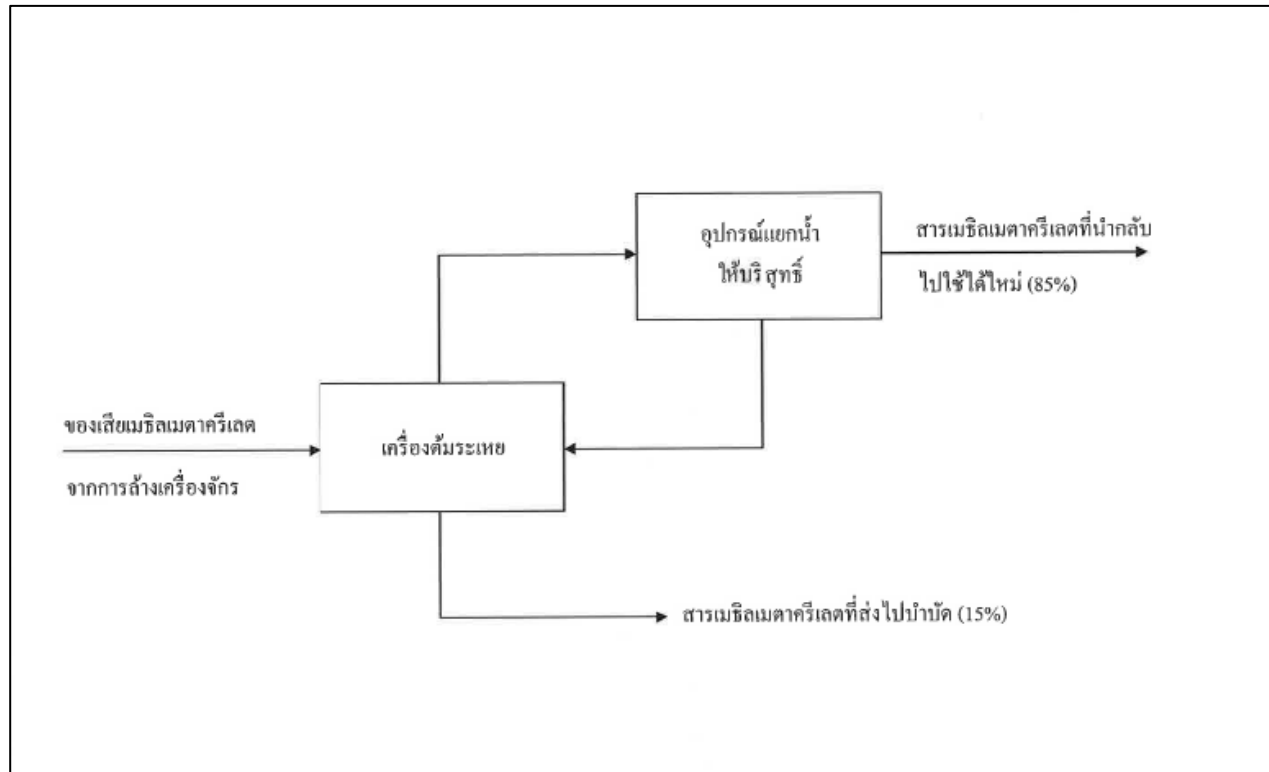 อุปกรณ์แยกน้ำ
ให้บริสุทธิ์
สารเมธิลเมตาครีเลตที่นำกลับ
ไปใช้ได้ใหม่ (85%)
ของเสียเมธิลเมตาครีเลต
จากการล้างเครื่องจักร
เครื่องต้มระเหย
สารเมธิลเมตาครีเลตที่ส่งไปบำบัด (15%)